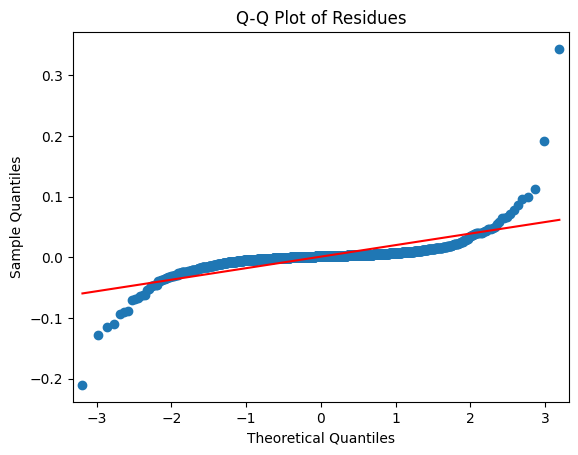 Q-Q Plot of Residues
Sample Quantiles
0.3
0.2
0.1
0.0
−0.1
−0.2
−3 −2 −1 0 1 2 3
Theoretical Quantiles